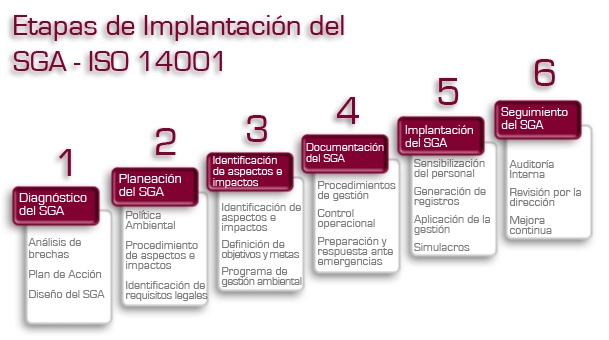 Etapas de Implantación del
SGA - ISO 14001
1
Diagnóstico
del SGA
Análisis de
brechas
Plan de Acción
Diseño del SGA
2
Planeación
del SGA
Política
Ambiental
Procedimiento
de aspectos e
impactos
Identificación de
requisitos legales
3
Identificación
de aspectos e
impactos
Identificación de
aspectos e
impactos
Definición de
objetivos y metas
Programa de
gestión ambiental
4
Documentación
del SGA
Procedimientos
de gestión
Control
operacional
Preparación y
respuesta ante
emergencias
5
Implantación
del SGA
Sensibilización
del personal
Generación de
registros
Aplicación de la
gestión
Simulacros
6
Seguimiento
del SGA
Auditoría
Interna
Revisión por la
dirección
Mejora
continua